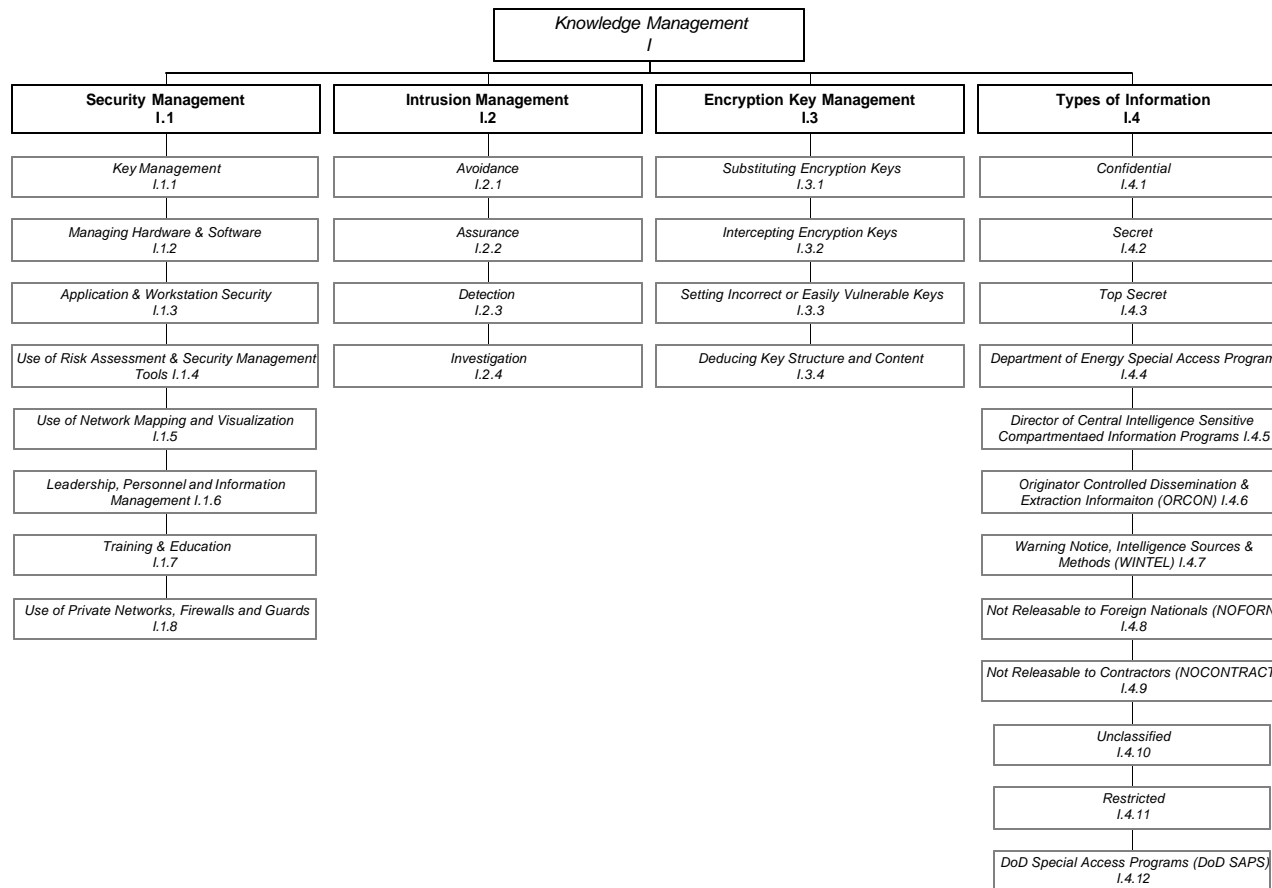 Knowledge Management
I
Security Management
I.1
Key Management
I.1.1
Managing Hardware & Software
I.1.2
Application & Workstation Security
I.1.3
Use of Risk Assessment & Security Management
Tools I.1.4
Use of Network Mapping and Visualization
I.1.5
Leadership, Personnel and Information
Management I.1.6
Training & Education
I.1.7
Use of Private Networks, Firewalls and Guards
I.1.8
Intrusion Management
I.2
Avoidance
I.2.1
Assurance
I.2.2
Detection
I.2.3
Investigation
I.2.4
Encryption Key Management
I.3
Substituting Encryption Keys
I.3.1
Intercepting Encryption Keys
I.3.2
Setting Incorrect or Easily Vulnerable Keys
I.3.3
Deducing Key Structure and Content
I.3.4
Types of Information
I.4
Confidential
I.4.1
Secret
I.4.2
Top Secret
I.4.3
Department of Energy Special Access Program
I.4.4
Director of Central Intelligence Sensitive
Compartmentaed Information Programs I.4.5
Originator Controlled Dissemination &
Extraction Informaiton (ORCON) I.4.6
Warning Notice, Intelligence Sources &
Methods (WINTEL) I.4.7
Not Releasable to Foreign Nationals (NOFORN
I.4.8
Not Releasable to Contractors (NOCONTRACT
I.4.9
Unclassified
I.4.10
Restricted
I.4.11
DoD Special Access Programs (DoD SAPS)
I.4.12